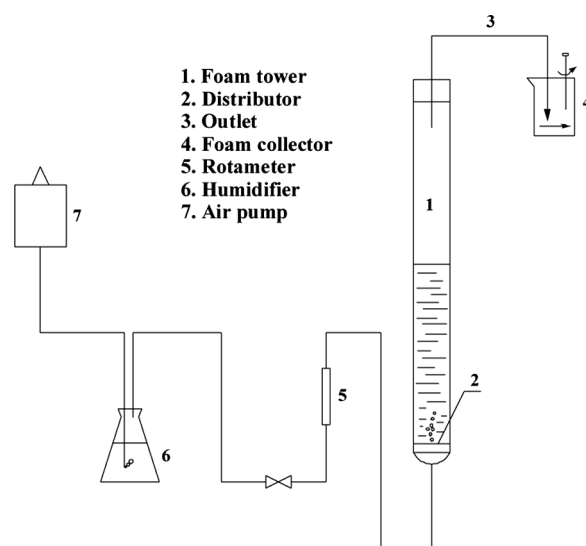 3
1. Foam tower
2. Distributor
3. Outlet
4. Foam collector
5. Rotameter
6. Humidifier
7. Air pump
4
1
7
2
5
6